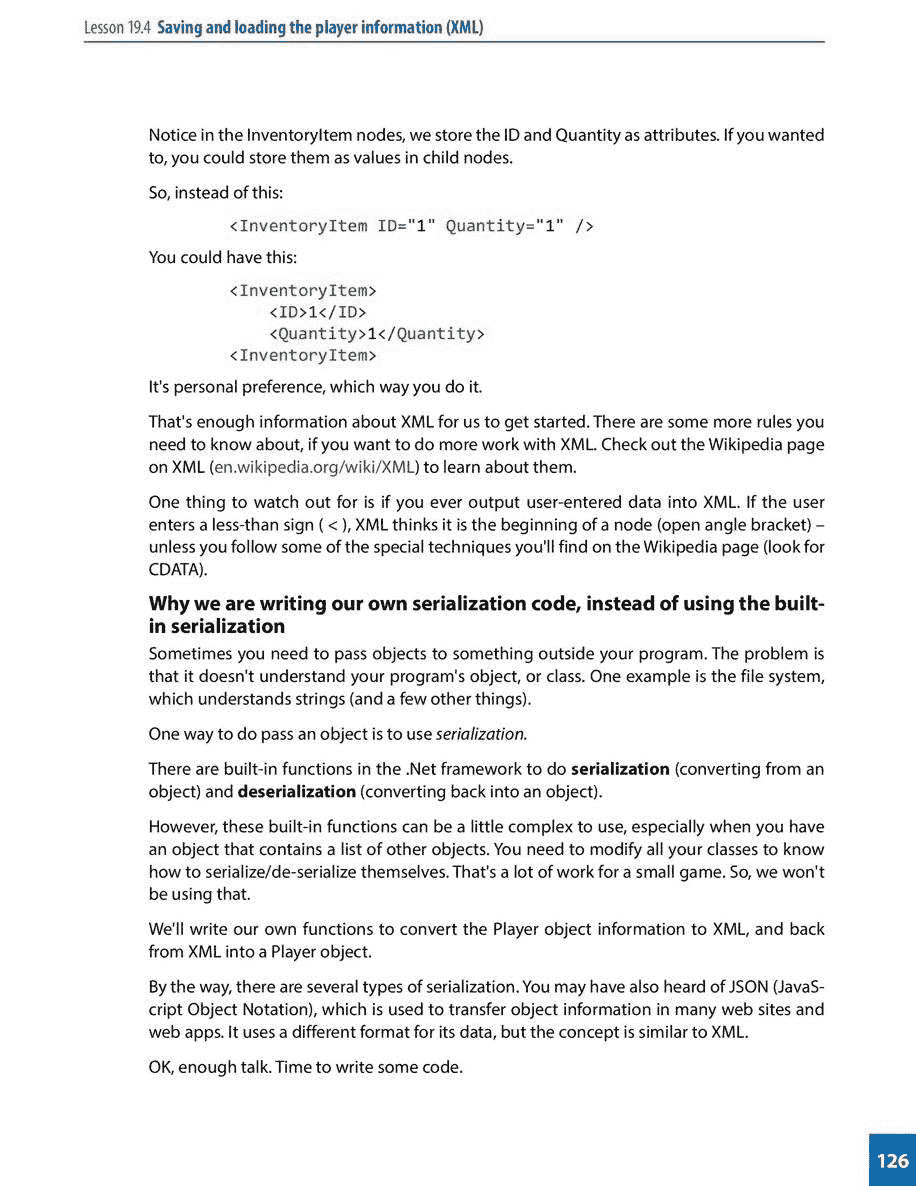 Lesson 19.4 Saving and loading the player information (XML)
Notice in the InventoryItem nodes, we store the ID and Quantity as attributes. If you wanted
to, you could store them as values in child nodes.
So, instead of this:
<InventoryItem ID="1" Quantity="1" />
You could have this:
<InventoryItem>
<ID>1</ID>
<Quantity>1</Quantity>
<InventoryItem>
It's personal preference, which way you do it.
That's enough information about XML for us to get started. There are some more rules you
need to know about, if you want to do more work with XML. Check out the Wikipedia page
on XML (en.wikipedia.org/wiki/XML) to learn about them.
One thing to watch out for is if you ever output user-entered data into XML. If the user
enters a less-than sign ( < ), XML thinks it is the beginning of a node (open angle bracket) –
unless you follow some of the special techniques you'll find on the Wikipedia page (look for
CDATA).
Why we are writing our own serialization code, instead of using the built-
in serialization
Sometimes you need to pass objects to something outside your program. The problem is
that it doesn't understand your program's object, or class. One example is the file system,
which understands strings (and a few other things).
One way to do pass an object is to use serialization.
There are built-in functions in the .Net framework to do serialization (converting from an
object) and deserialization (converting back into an object).
However, these built-in functions can be a little complex to use, especially when you have
an object that contains a list of other objects. You need to modify all your classes to know
how to serialize/de-serialize themselves. That's a lot of work for a small game. So, we won't
be using that.
We'll write our own functions to convert the Player object information to XML, and back
from XML into a Player object.
By the way, there are several types of serialization. You may have also heard of JSON (JavaS-
cript Object Notation), which is used to transfer object information in many web sites and
web apps. It uses a different format for its data, but the concept is similar to XML.
OK, enough talk. Time to write some code.
126